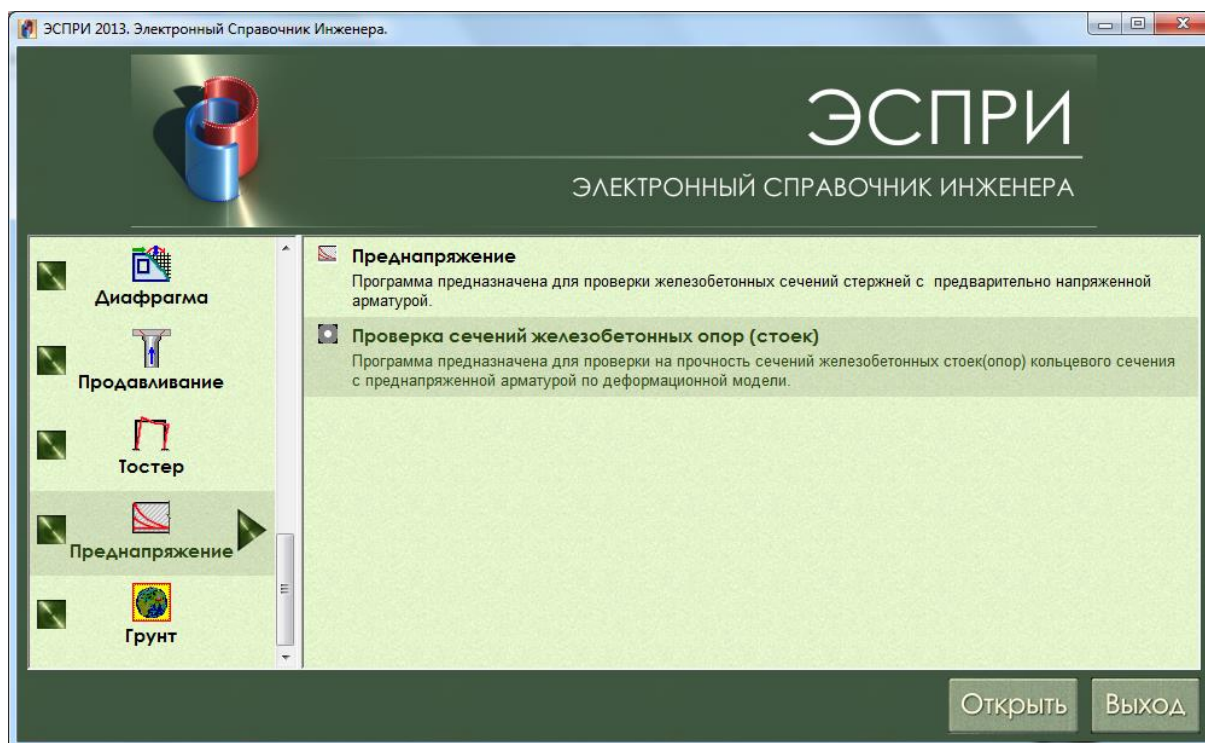 ЭСПРИ 2013. Электронный Справочник Инженера.
ЭСПРИ
ЭЛЕКТРОННЫЙ СПРАВОЧНИК ИНЖЕНЕРА
Диафрагма
Продавливание
Тостер
Преднапряжение
Грунт
Преднапряжение
Программа предназначена для проверки железобетонных сечений стержней с предварительно напряженной
арматурой.
Проверка сечений железобетонных опор (стоек)
Программа предназначена для проверки на прочность сечений железобетонных стоек(опор) кольцевого сечения
с преднапряженной арматурой по деформационной модели.
Открыть
Выход